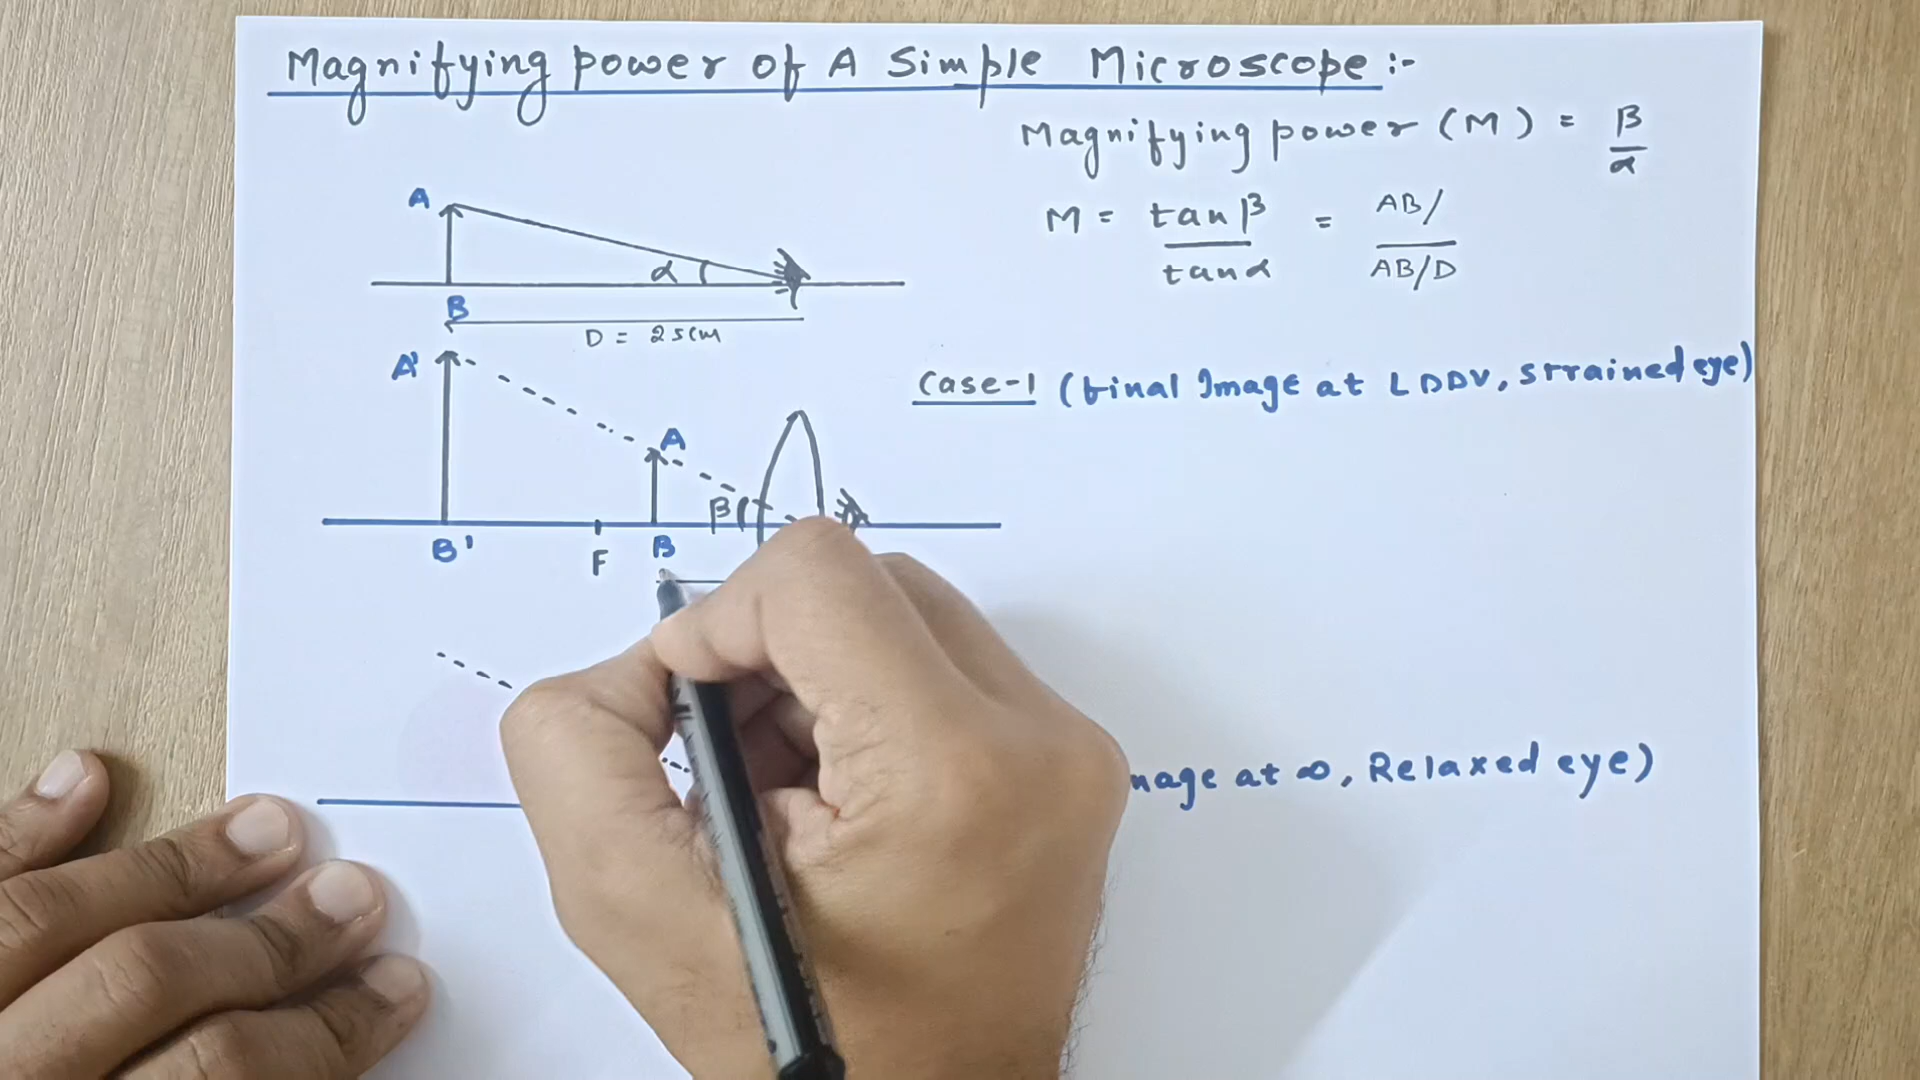 Magnifying power of A Simple Microscope :-
Magnifying power (M) = β/α
M = tanβ/tanα = AB/ / AB/D
A
α
B
D = 25cm
A'
A
β
B'
F
B
Case-1 (final Image at LDDV, strained eye)
at ∞, Relaxed eye)